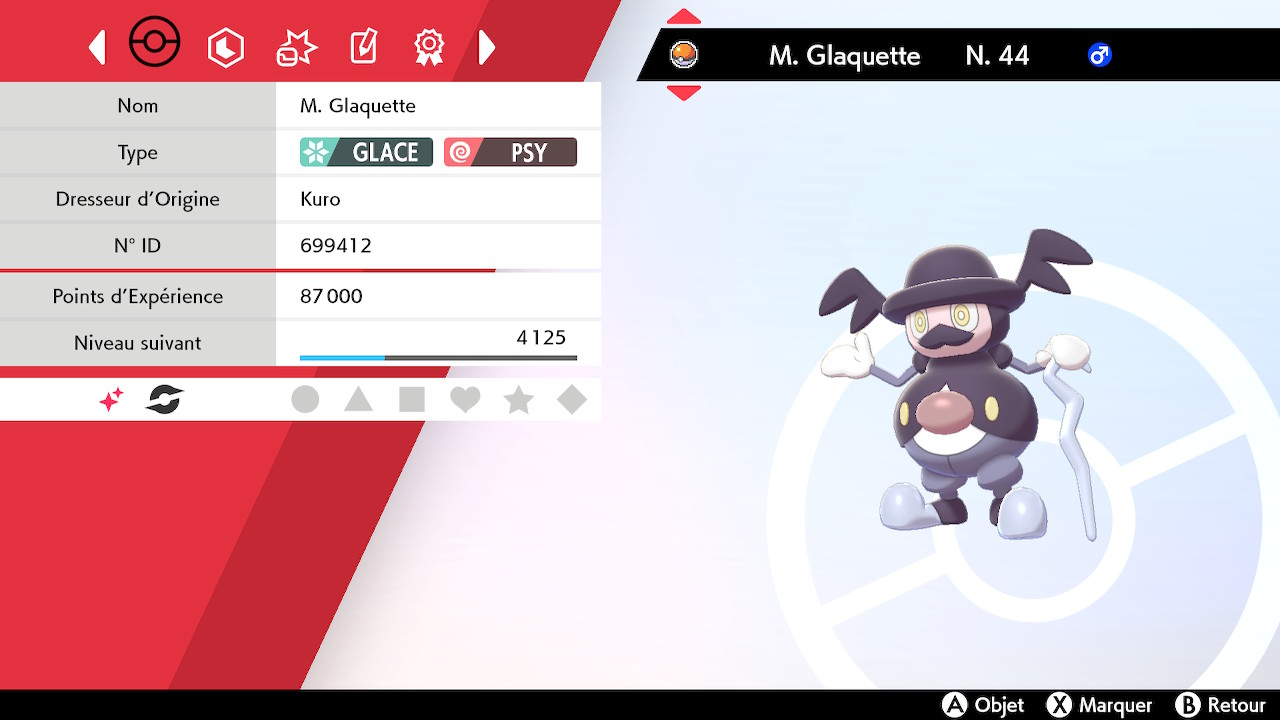 M. Glaquette N. 44
Nom M. Glaquette
Type GLACE PSY
Dresseur d'Origine Kuro
N° ID 699412
Points d'Expérience 87 000
Niveau suivant 4 125
A Objet X Marquer B Retour